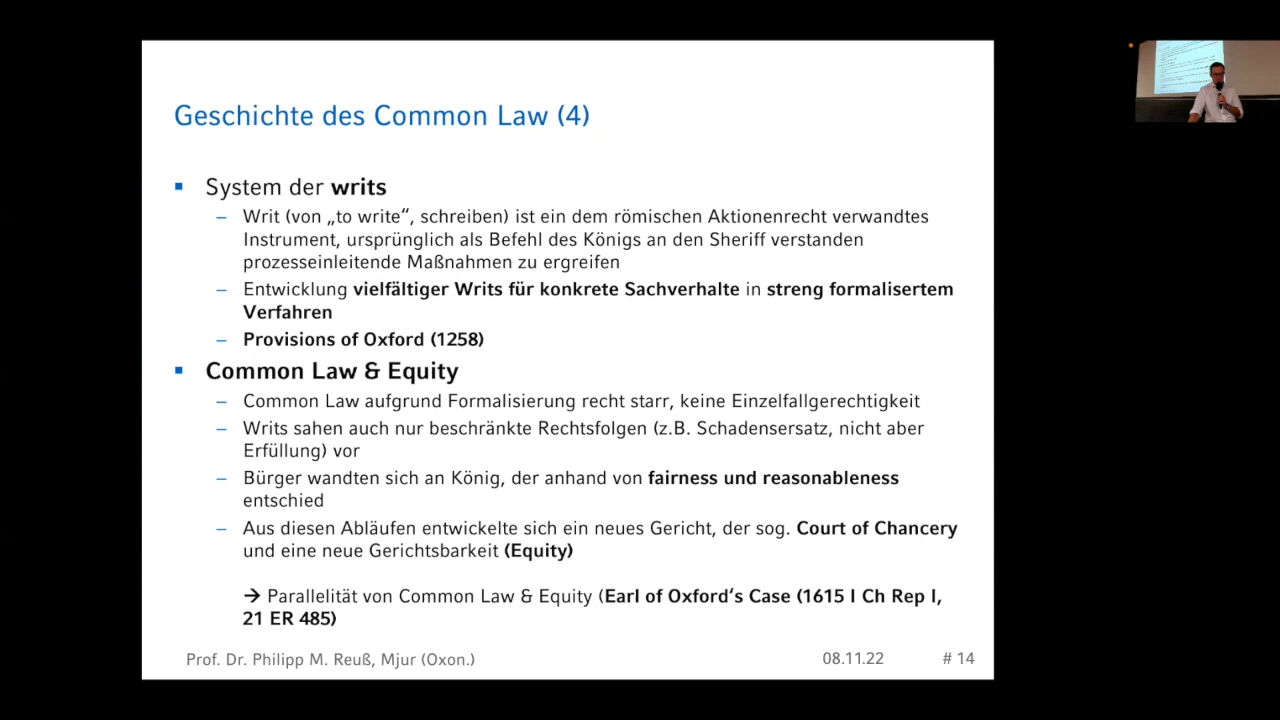 Geschichte des Common Law (4)
▪ System der writs
– Writ (von „to write“, schreiben) ist ein dem römischen Aktionenrecht verwandtes
Instrument, ursprünglich als Befehl des Königs an den Sheriff verstanden
prozesseinleitende Maßnahmen zu ergreifen
– Entwicklung vielfältiger Writs für konkrete Sachverhalte in streng formalisertem
Verfahren
– Provisions of Oxford (1258)
▪ Common Law & Equity
– Common Law aufgrund Formalisierung recht starr, keine Einzelfallgerechtigkeit
– Writs sahen auch nur beschränkte Rechtsfolgen (z.B. Schadensersatz, nicht aber
Erfüllung) vor
– Bürger wandten sich an König, der anhand von fairness und reasonableness
entschied
– Aus diesen Abläufen entwickelte sich ein neues Gericht, der sog. Court of Chancery
und eine neue Gerichtsbarkeit (Equity)
→ Parallelität von Common Law & Equity (Earl of Oxford‘s Case (1615 I Ch Rep I,
21 ER 485)
Prof. Dr. Philipp M. Reuß, Mjur (Oxon.)
08.11.22
# 14